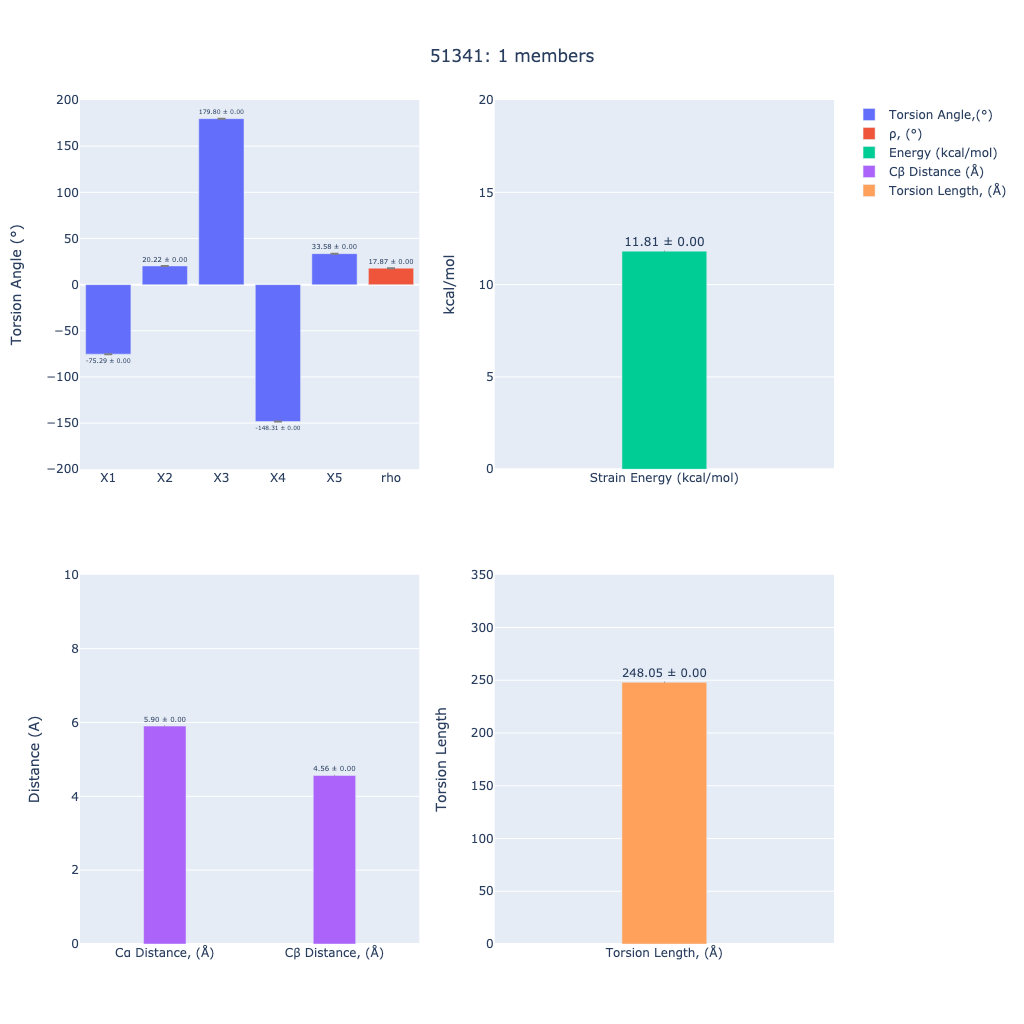 51341: 1 members
Torsion Angle (°)
200
150
100
50
0
−50
−100
−150
−200
-75.29 ± 0.00
20.22 ± 0.00
179.80 ± 0.00
-148.31 ± 0.00
33.58 ± 0.00
17.87 ± 0.00
X1
X2
X3
X4
X5
rho
kcal/mol
20
15
10
5
0
11.81 ± 0.00
Strain Energy (kcal/mol)
Torsion Angle,(°)
ρ, (°)
Energy (kcal/mol)
Cβ Distance (Å)
Torsion Length, (Å)
Distance (A)
10
8
6
4
2
0
5.90 ± 0.00
4.56 ± 0.00
Cα Distance, (Å)
Cβ Distance, (Å)
Torsion Length
350
300
250
200
150
100
50
0
248.05 ± 0.00
Torsion Length, (Å)